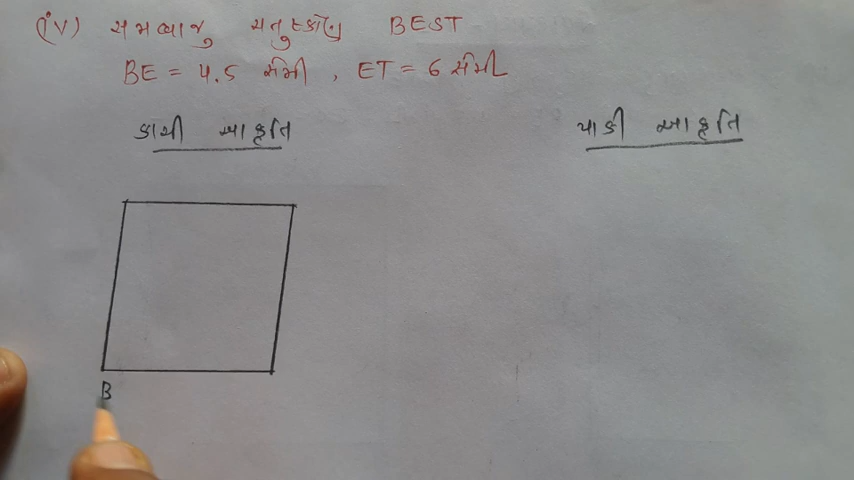 (iv) સમબાજુ ચતુષ્કોણ BEST
BE = 4.5 સેમી , ET = 6 સેમી
કાચી આકૃતિ
પાકી આકૃતિ
B